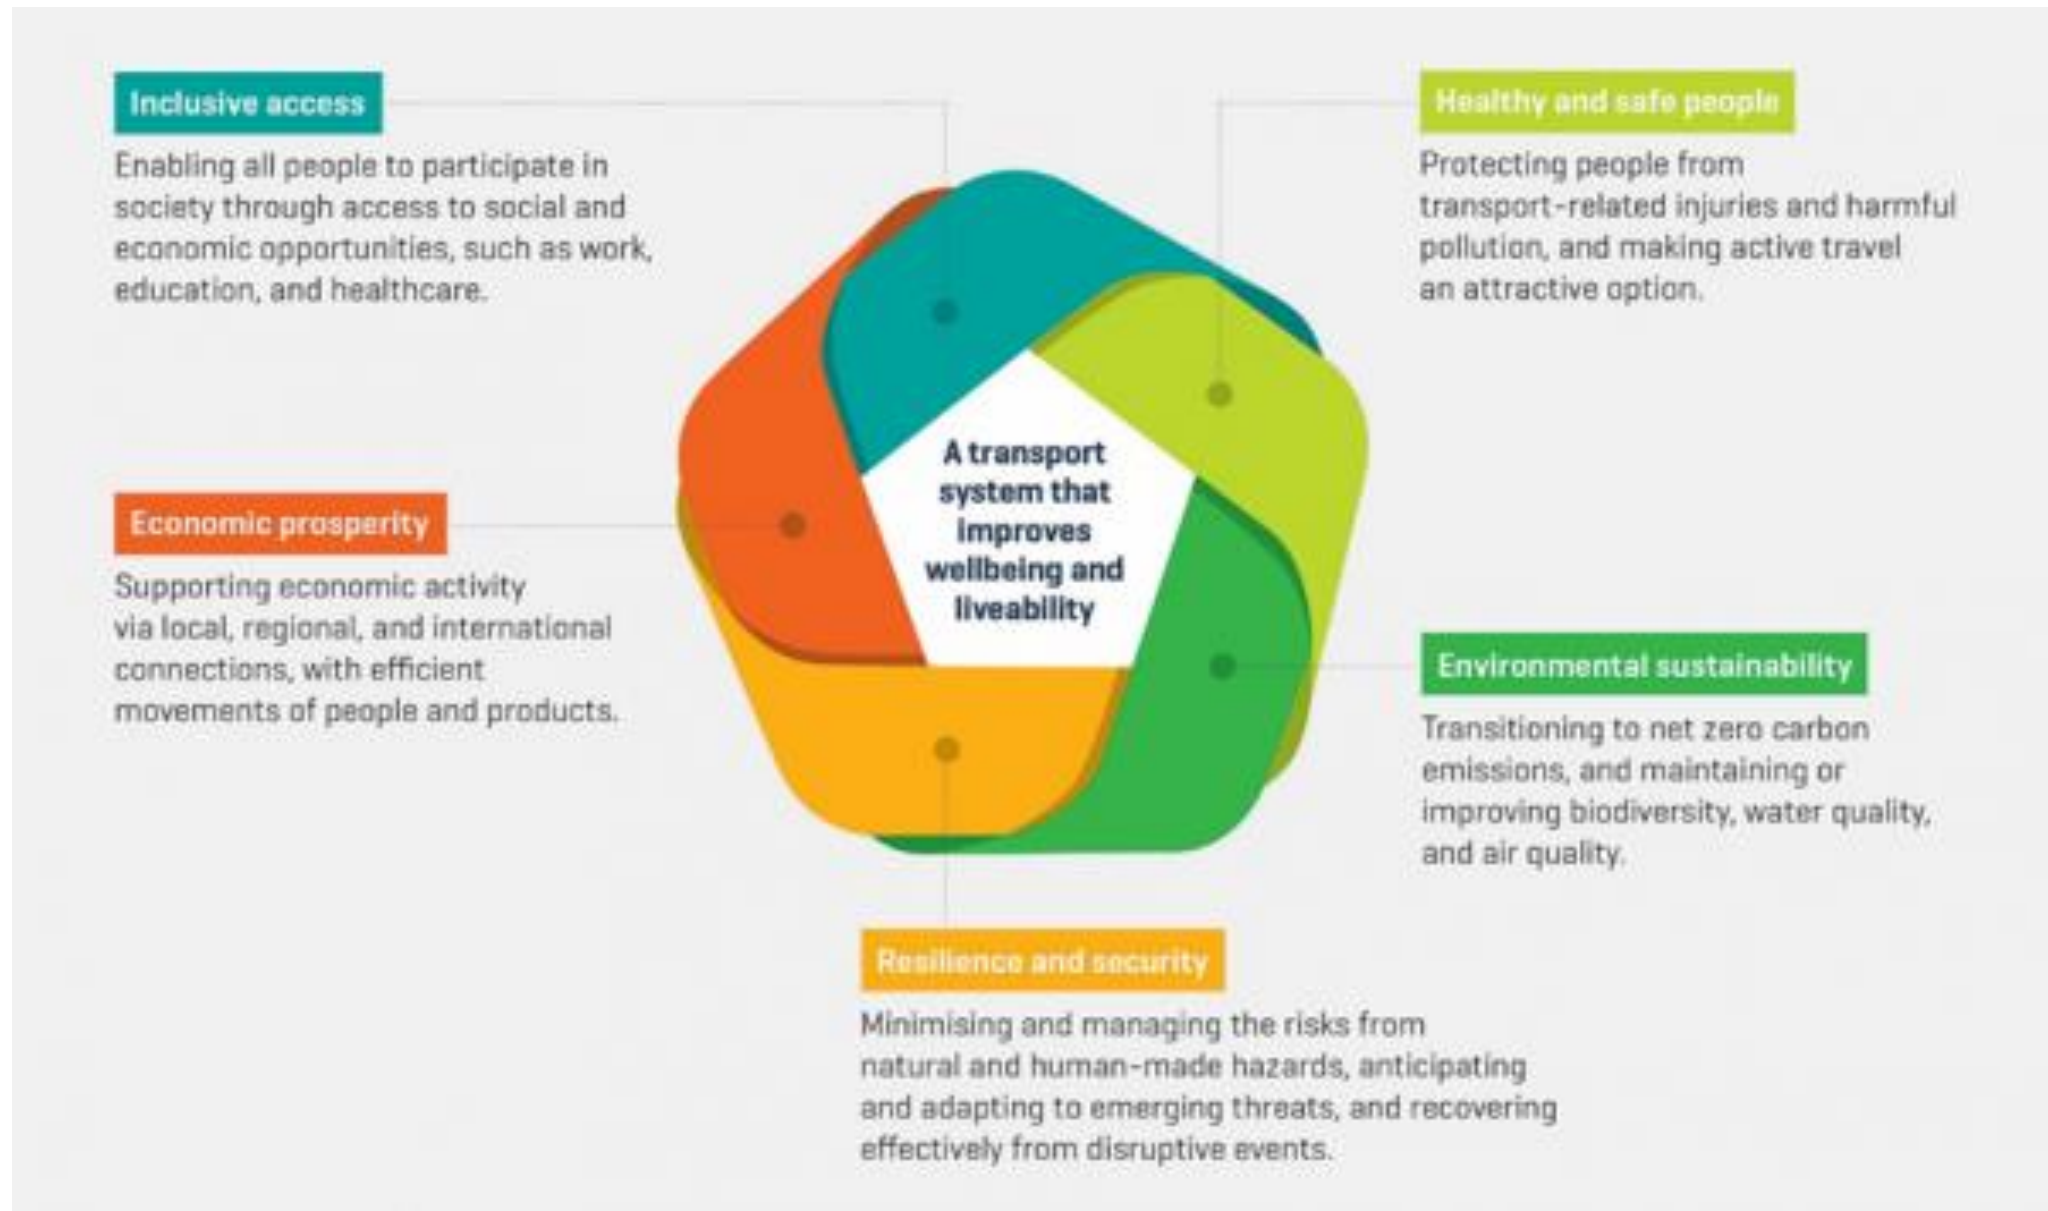 Inclusive access
Enabling all people to participate in
society through access to social and
economic opportunities, such as work,
education, and healthcare.
Healthy and safe people
Protecting people from
transport-related injuries and harmful
pollution, and making active travel
an attractive option.
A transport
system that
improves
wellbeing and
liveability
Economic prosperity
Supporting economic activity
via local, regional, and international
connections, with efficient
movements of people and products.
Environmental sustainability
Transitioning to net zero carbon
emissions, and maintaining or
improving biodiversity, water quality,
and air quality.
Resilience and security
Minimising and managing the risks from
natural and human-made hazards, anticipating
and adapting to emerging threats, and recovering
effectively from disruptive events.